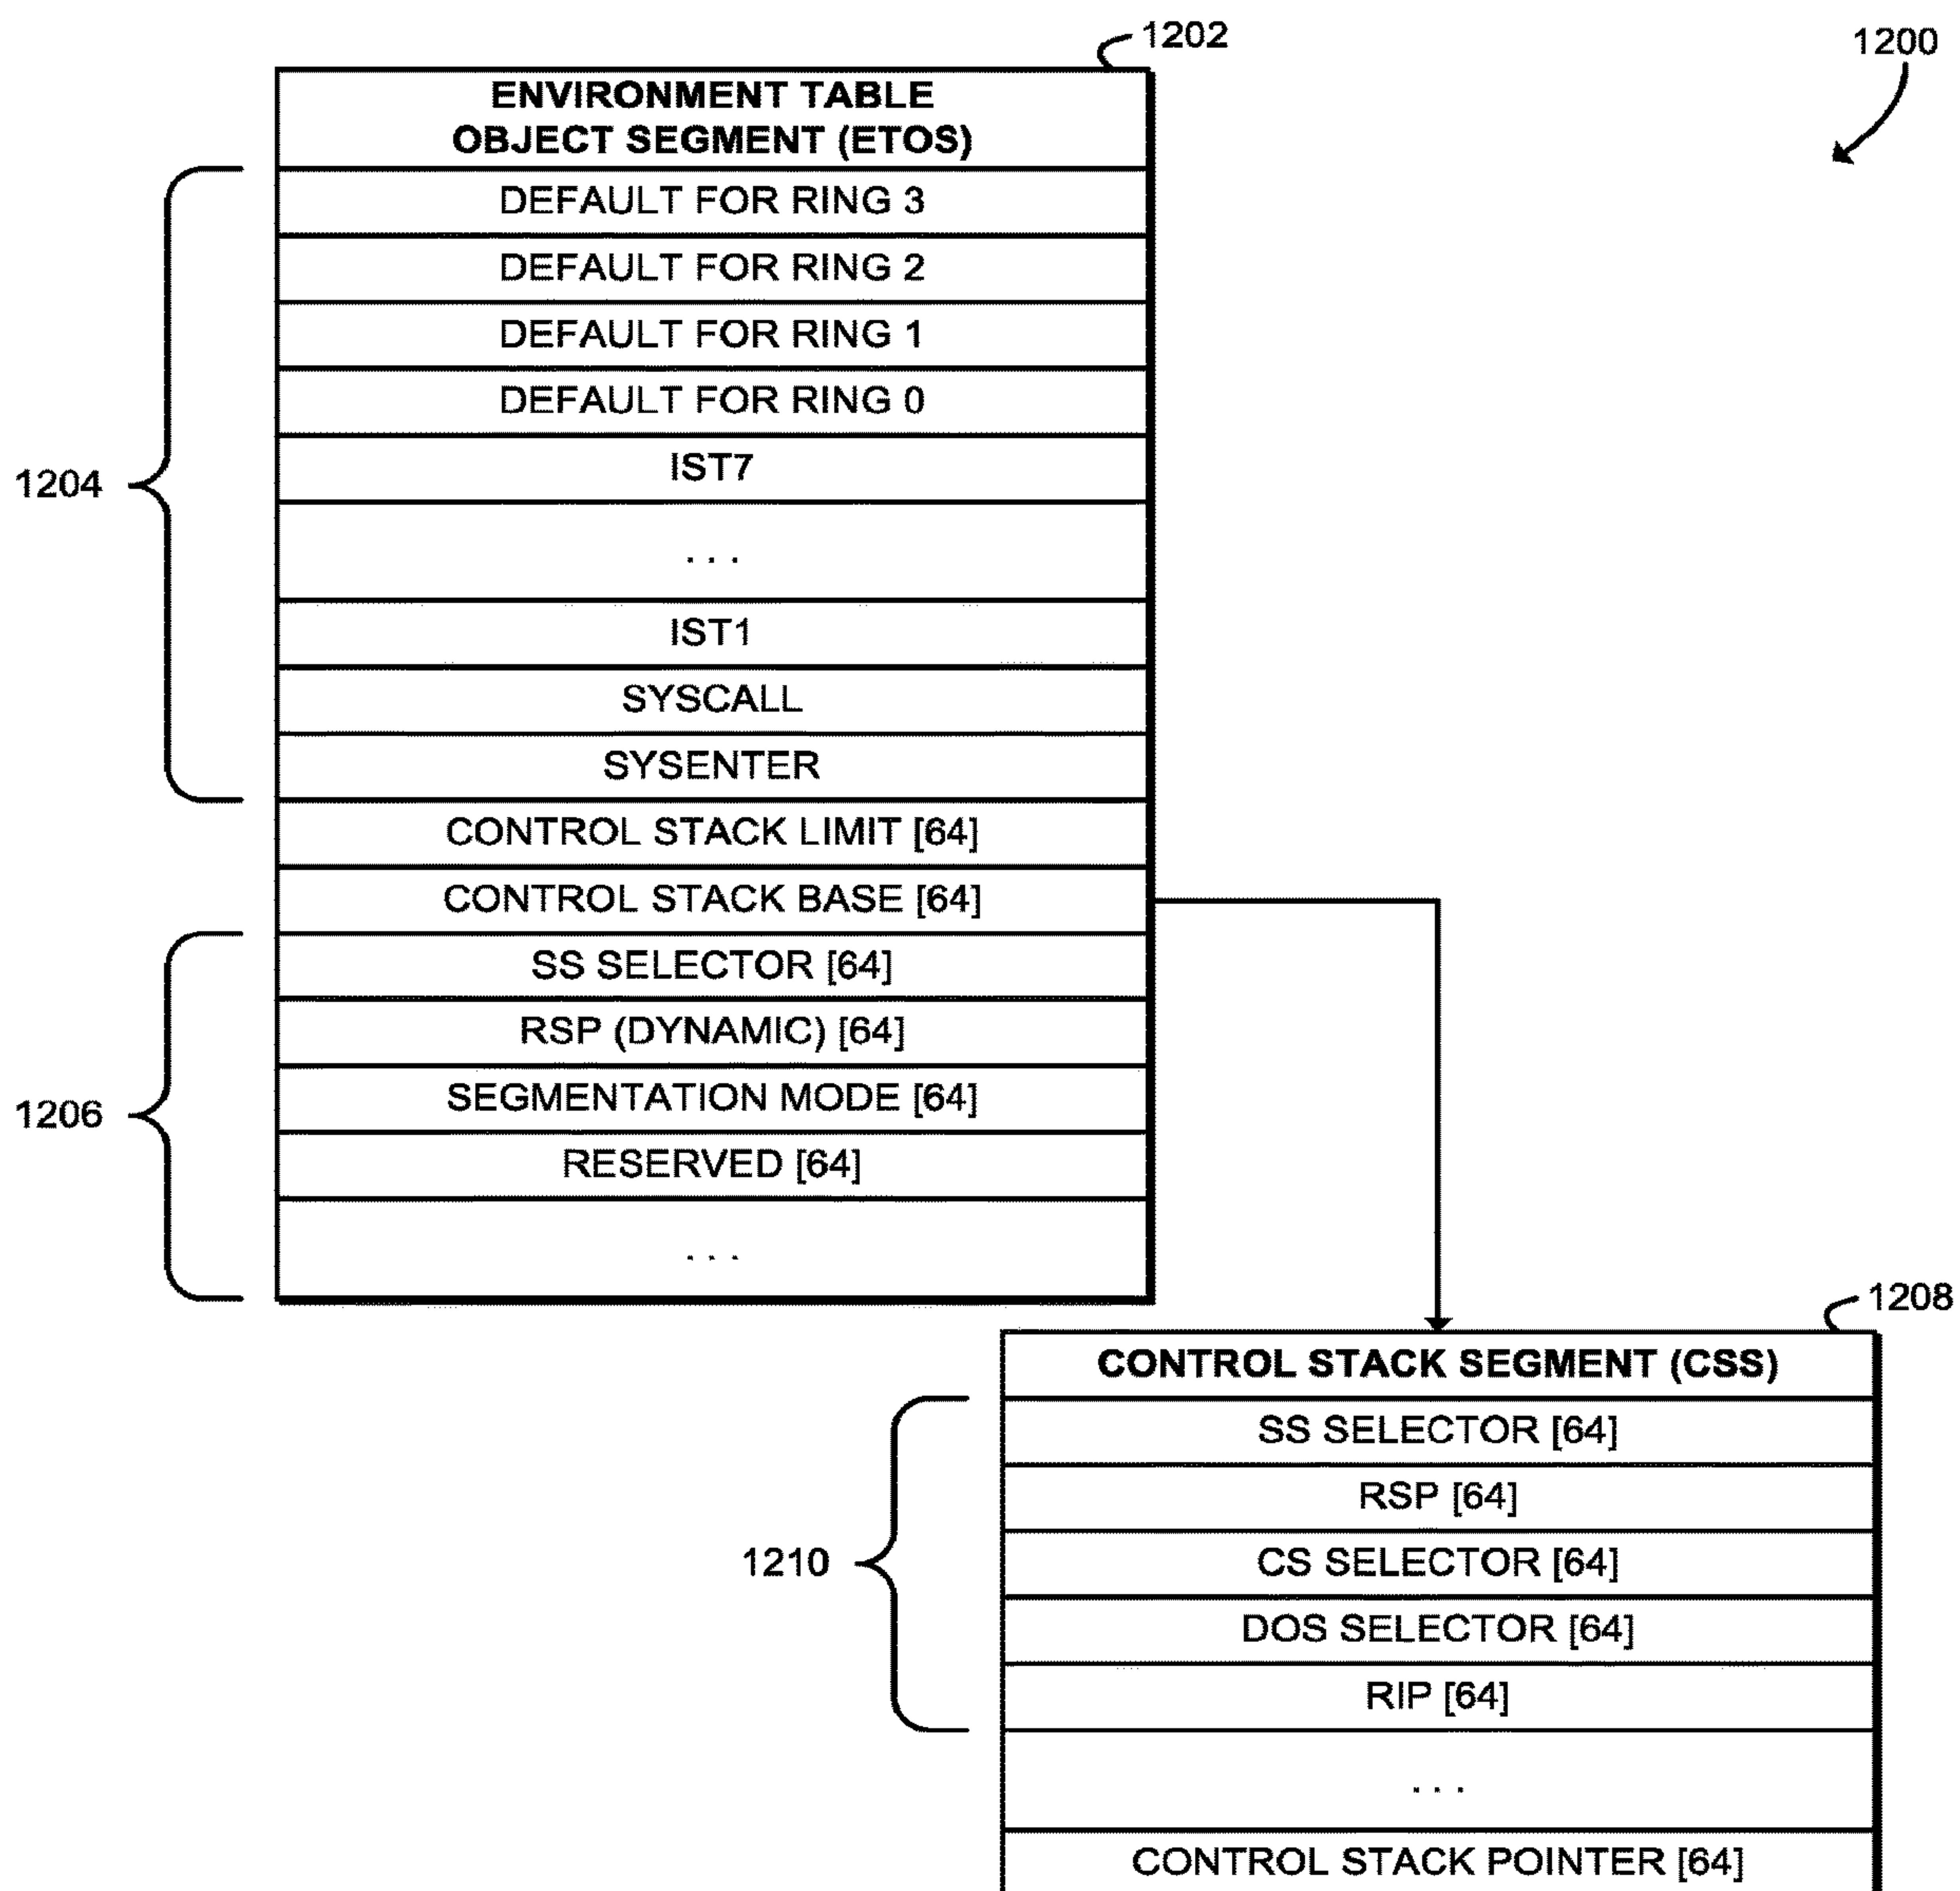 1202
1200
ENVIRONMENT TABLE
OBJECT SEGMENT (ETOS)
DEFAULT FOR RING 3
DEFAULT FOR RING 2
DEFAULT FOR RING 1
DEFAULT FOR RING 0
IST7
1204
. . .
IST1
SYSCALL
SYSENTER
CONTROL STACK LIMIT [64]
CONTROL STACK BASE [64]
SS SELECTOR [64]
RSP (DYNAMIC) [64]
SEGMENTATION MODE [64]
1206
RESERVED [64]
. . .
1208
CONTROL STACK SEGMENT (CSS)
SS SELECTOR [64]
RSP [64]
CS SELECTOR [64]
1210
DOS SELECTOR [64]
RIP [64]
. . .
CONTROL STACK POINTER [64]